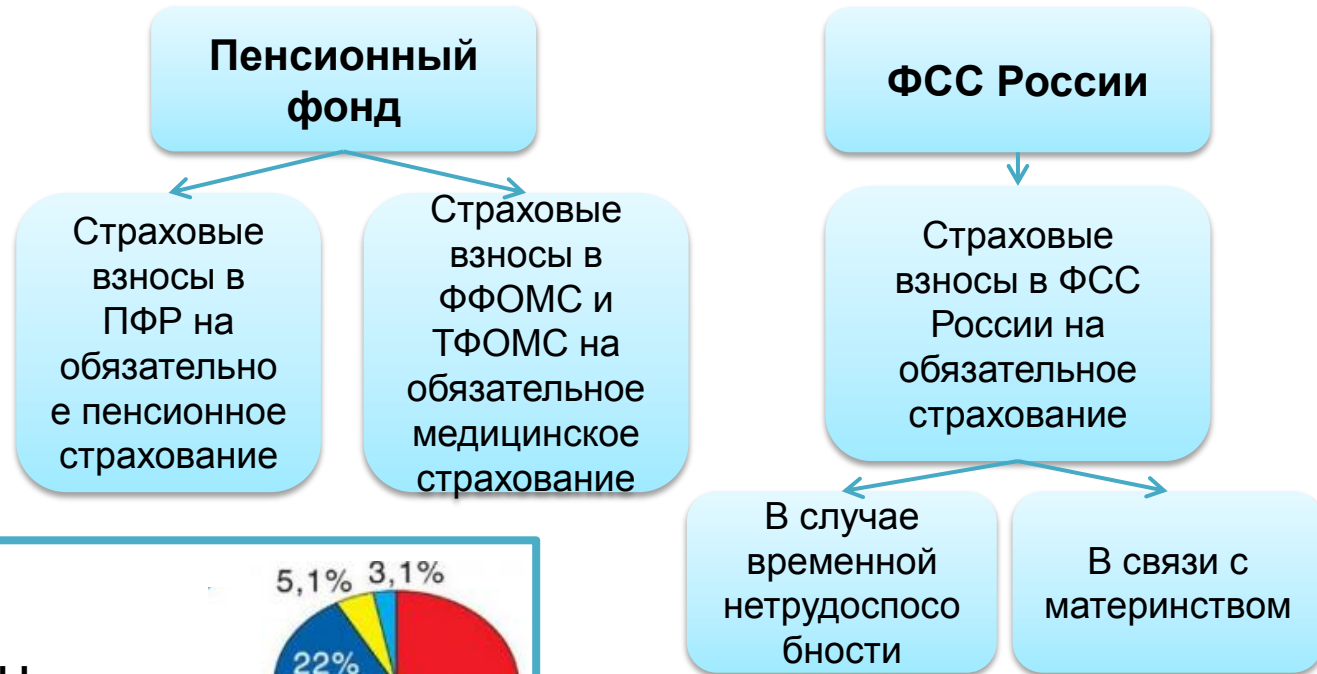 Пенсионный
фонд
ФСС России
Страховые
взносы в
ПФР на
обязательно
е пенсионное
страхование
Страховые
взносы в
ФФОМС и
ТФОМС на
обязательное
медицинское
страхование
Страховые
взносы в ФСС
России на
обязательное
страхование
В случае
временной
нетрудоспосо
бности
В связи с
материнством
5,1% 3,1%
22%